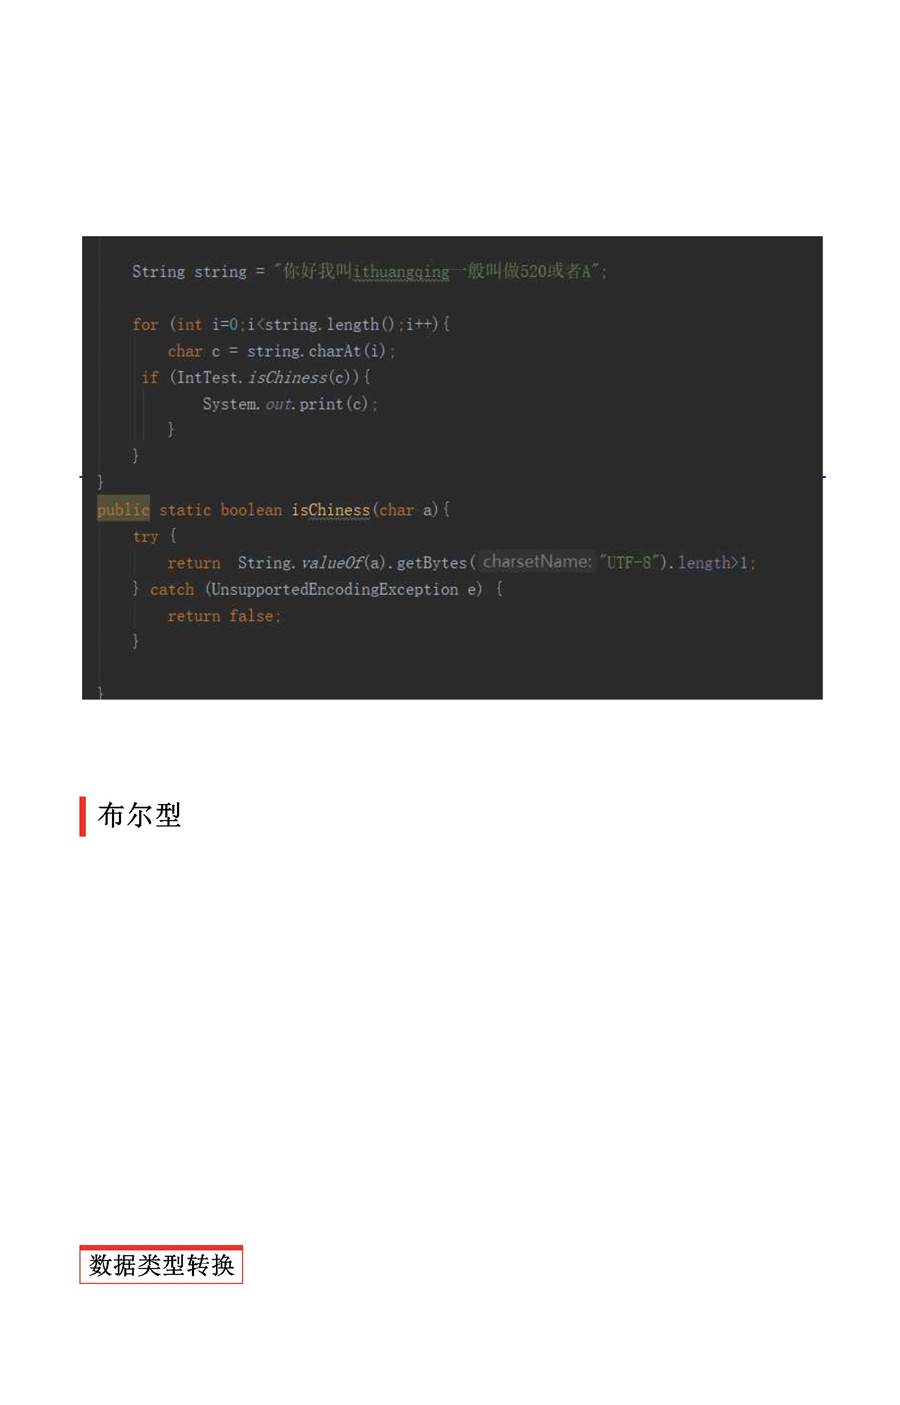 String string = "你好我叫ithuangqing一般叫做520或者A";
for (int i=0;i<string.length();i++){
char c = string.charAt(i);
if (IntTest.isChiness(c)){
System.out.print(c);
}
}
}
public static boolean isChiness(char a){
try {
return String.valueOf(a).getBytes( charsetName: "UTF-8").length>1;
} catch (UnsupportedEncodingException e) {
return false;
}
}
布尔型
数据类型转换